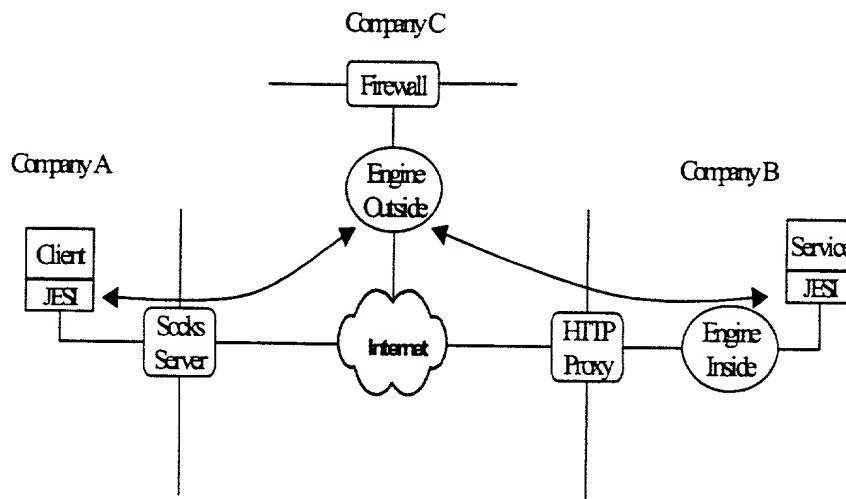 Company C
Firewall
Company A
Engine
Outside
Company B
Client
JESI
Service
JESI
Socks
Server
Internet
HTTP
Proxy
Engine
Inside